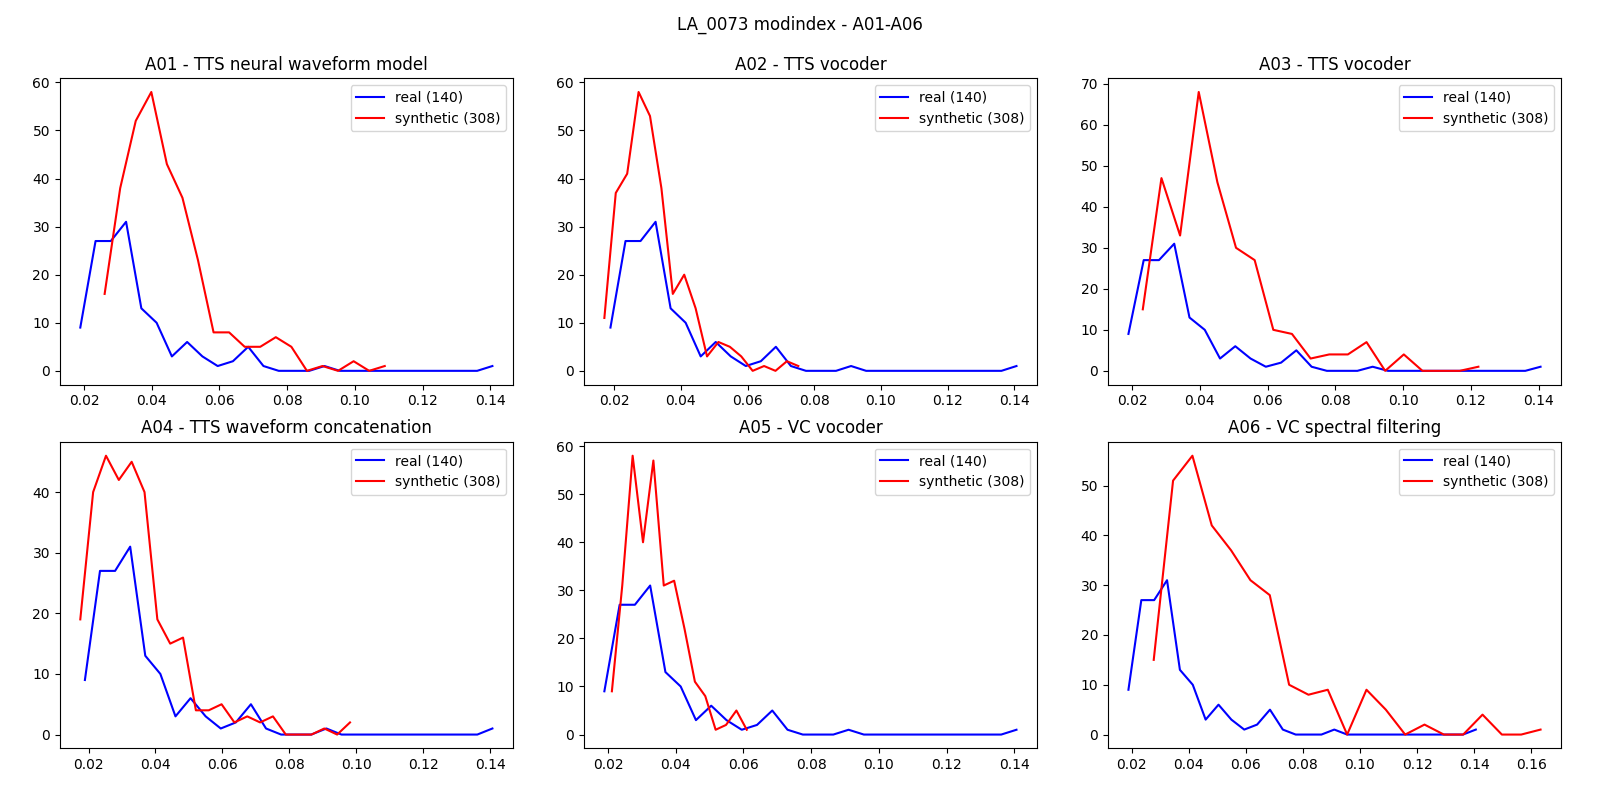 LA_0073 modindex - A01-A06
A01 - TTS neural waveform model
60
50
40
30
20
10
0
real (140)
synthetic (308)
0.02 0.04 0.06 0.08 0.10 0.12 0.14
A02 - TTS vocoder
60
50
40
30
20
10
0
real (140)
synthetic (308)
0.02 0.04 0.06 0.08 0.10 0.12 0.14
A03 - TTS vocoder
70
60
50
40
30
20
10
0
real (140)
synthetic (308)
0.02 0.04 0.06 0.08 0.10 0.12 0.14
A04 - TTS waveform concatenation
40
30
20
10
0
real (140)
synthetic (308)
0.02 0.04 0.06 0.08 0.10 0.12 0.14
A05 - VC vocoder
60
50
40
30
20
10
0
real (140)
synthetic (308)
0.02 0.04 0.06 0.08 0.10 0.12 0.14
A06 - VC spectral filtering
50
40
30
20
10
0
real (140)
synthetic (308)
0.02 0.04 0.06 0.08 0.10 0.12 0.14 0.16